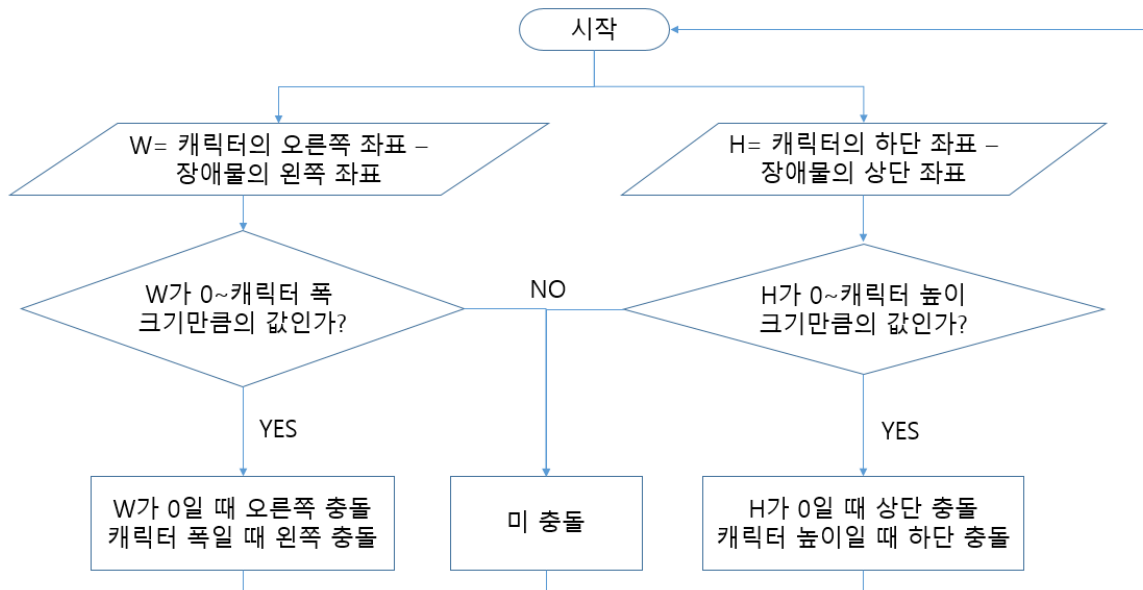 시작
W= 캐릭터의 오른쪽 좌표 –
장애물의 왼쪽 좌표
H= 캐릭터의 하단 좌표 –
장애물의 상단 좌표
W가 0~캐릭터 폭
크기만큼의 값인가?
NO
H가 0~캐릭터 높이
크기만큼의 값인가?
YES
YES
W가 0일 때 오른쪽 충돌
캐릭터 폭일 때 왼쪽 충돌
미 충돌
H가 0일 때 상단 충돌
캐릭터 높이일 때 하단 충돌